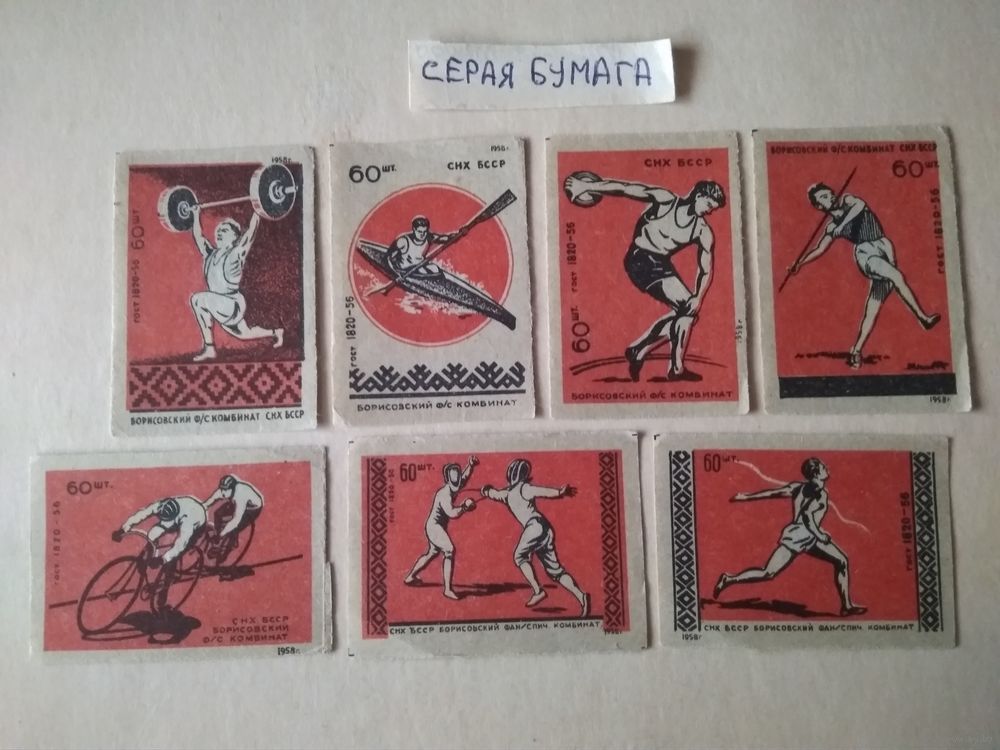 СЕРАЯ БУМАГА
1958г.
60 ШТ
ГОСТ 1820-56
БОРИСОВСКИЙ Ф/С КОМБИНАТ СНХ БССР
1958г.
60 ШТ.
СНХ БССР
ГОСТ 1820-56
БОРИСОВСКИЙ Ф/С КОМБИНАТ
СНХ БССР
ГОСТ 1820-56
60 ШТ.
1958г.
БОРИСОВСКИЙ Ф/С КОМБИНАТ
БОРИСОВСКИЙ Ф/С КОМБИНАТ СНХ БССР
60 ШТ.
ГОСТ 1820-56
1958г.
60 ШТ.
ГОСТ 1820-56
СНХ БССР
БОРИСОВСКИЙ
Ф/С КОМБИНАТ
1958г.
60 ШТ.
ГОСТ 1820-56
СНХ БССР БОРИСОВСКИЙ ФАН/СПИЧ. КОМБИНАТ
1958г
60 ШТ.
ГОСТ 1820-56
СНХ БССР БОРИСОВСКИЙ ФАН/СПИЧ. КОМБИНАТ
1958г